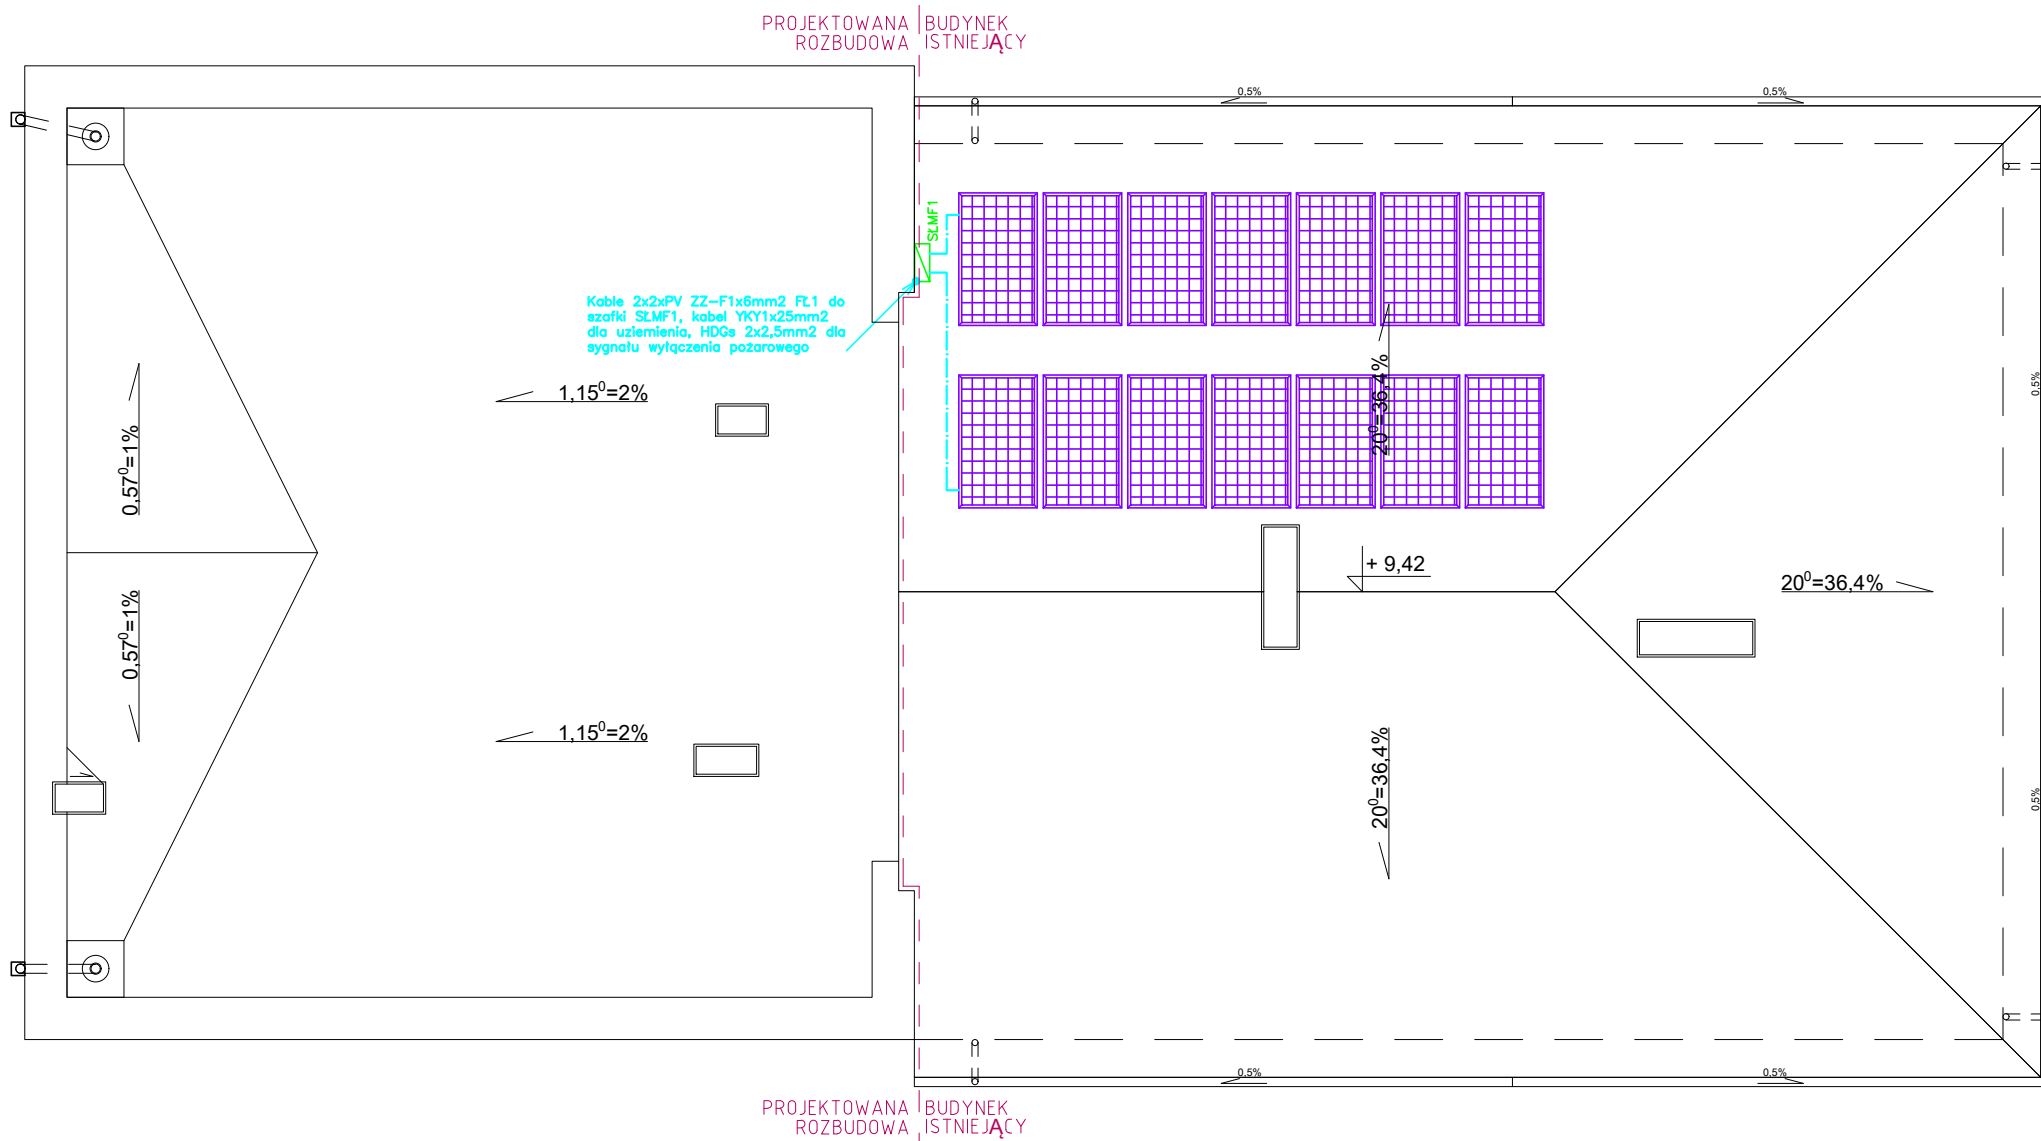 PROJEKTOWANA BUDYNEK
ROZBUDOWA ISTNIEJĄCY
0,5%
0,5%
SŁMF1
Kable 2x2xPV ZZ-F1x6mm2 FŁ1 do
szafki SŁMF1, kabel YKY1x25mm2
dla uziemienia, HDGs 2x2,5mm2 dla
sygnału wyłączenia pożarowego
1,15⁰=2%
0,57⁰=1%
20⁰=36,4%
0,5%
+ 9,42
20⁰=36,4%
0,57⁰=1%
1,15⁰=2%
20⁰=36,4%
0,5%
0,5%
0,5%
PROJEKTOWANA BUDYNEK
ROZBUDOWA ISTNIEJĄCY